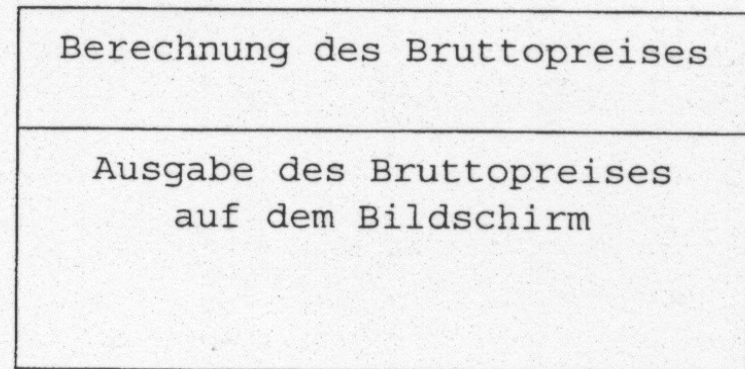 Berechnung des Bruttopreises
Ausgabe des Bruttopreises
auf dem Bildschirm